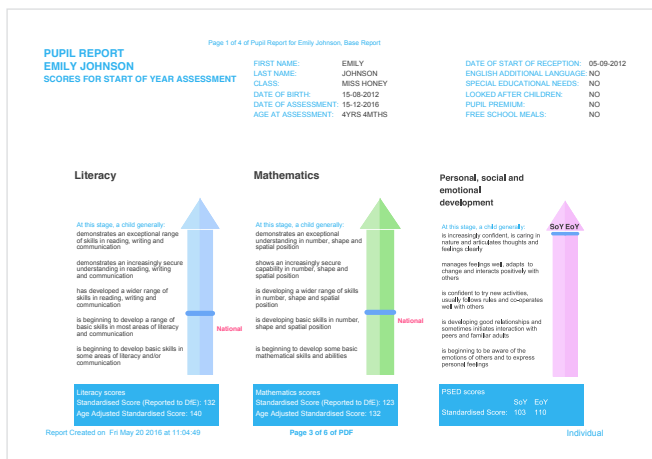 Page 1 of 4 of Pupil Report for Emily Johnson, Base Report
PUPIL REPORT
EMILY JOHNSON
SCORES FOR START OF YEAR ASSESSMENT
FIRST NAME: EMILY
LAST NAME: JOHNSON
CLASS: MISS HONEY
DATE OF BIRTH: 15-08-2012
DATE OF ASSESSMENT: 15-12-2016
AGE AT ASSESSMENT: 4YRS 4MTHS
DATE OF START OF RECEPTION: 05-09-2012
ENGLISH ADDITIONAL LANGUAGE: NO
SPECIAL EDUCATIONAL NEEDS: NO
LOOKED AFTER CHILDREN: NO
PUPIL PREMIUM: NO
FREE SCHOOL MEALS: NO
Literacy
At this stage, a child generally:
demonstrates an exceptional range
of skills in reading, writing and
communication
demonstrates an increasingly secure
understanding in reading, writing
and communication
has developed a wider range of
skills in reading, writing and
communication
is beginning to develop a range of
basic skills in most areas of literacy
and communication
is beginning to develop basic skills in
some areas of literacy and/or
communication
National
Literacy scores
Standardised Score (Reported to DfE): 132
Age Adjusted Standardised Score: 140
Mathematics
At this stage, a child generally:
demonstrates an exceptional
understanding in number, shape and
spatial position
shows an increasingly secure
capability in number, shape and
spatial position
is developing a wider range of skills
in number, shape and spatial
position
is developing basic skills in number,
shape and spatial position
is beginning to develop some basic
mathematical skills and abilities
National
Mathematics scores
Standardised Score (Reported to DfE): 123
Age Adjusted Standardised Score: 132
Personal, social and
emotional
development
At this stage, a child generally:
SoY EoY
is increasingly confident, is caring in
nature and articulates thoughts and
feelings clearly
manages feelings well, adapts to
change and interacts positively with
others
is confident to try new activities,
usually follows rules and co-operates
well with others
is developing good relationships and
sometimes initiates interaction with
peers and familiar adults
is beginning to be aware of the
emotions of others and to express
personal feelings
PSED scores
SoY EoY
Standardised Score: 103 110
Report Created on Fri May 20 2016 at 11:04:49
Page 3 of 6 of PDF
Individual